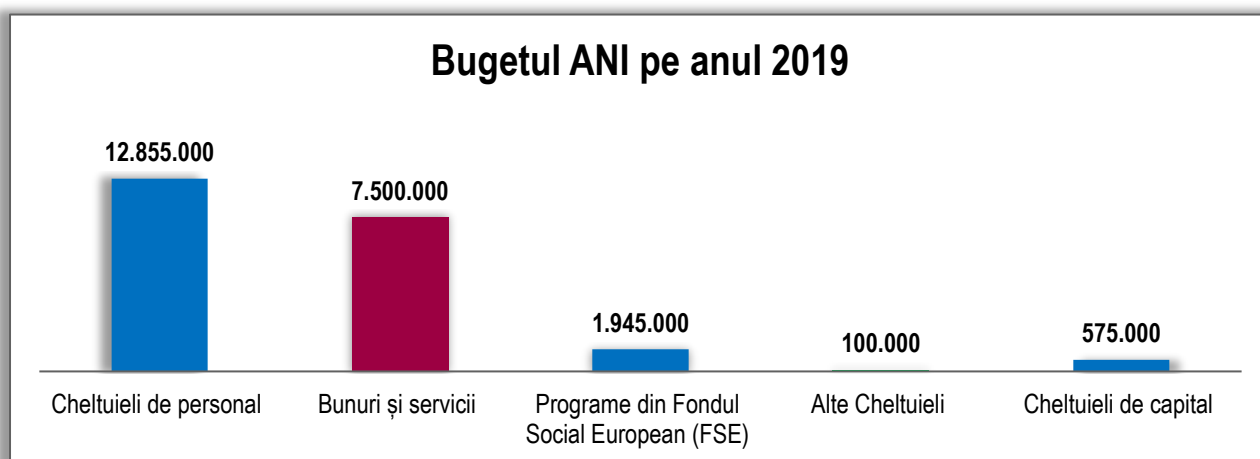 Bugetul ANI pe anul 2019
12.855.000
7.500.000
1.945.000
100.000
575.000
Cheltuieli de personal
Bunuri și servicii
Programe din Fondul
Social European (FSE)
Alte Cheltuieli
Cheltuieli de capital